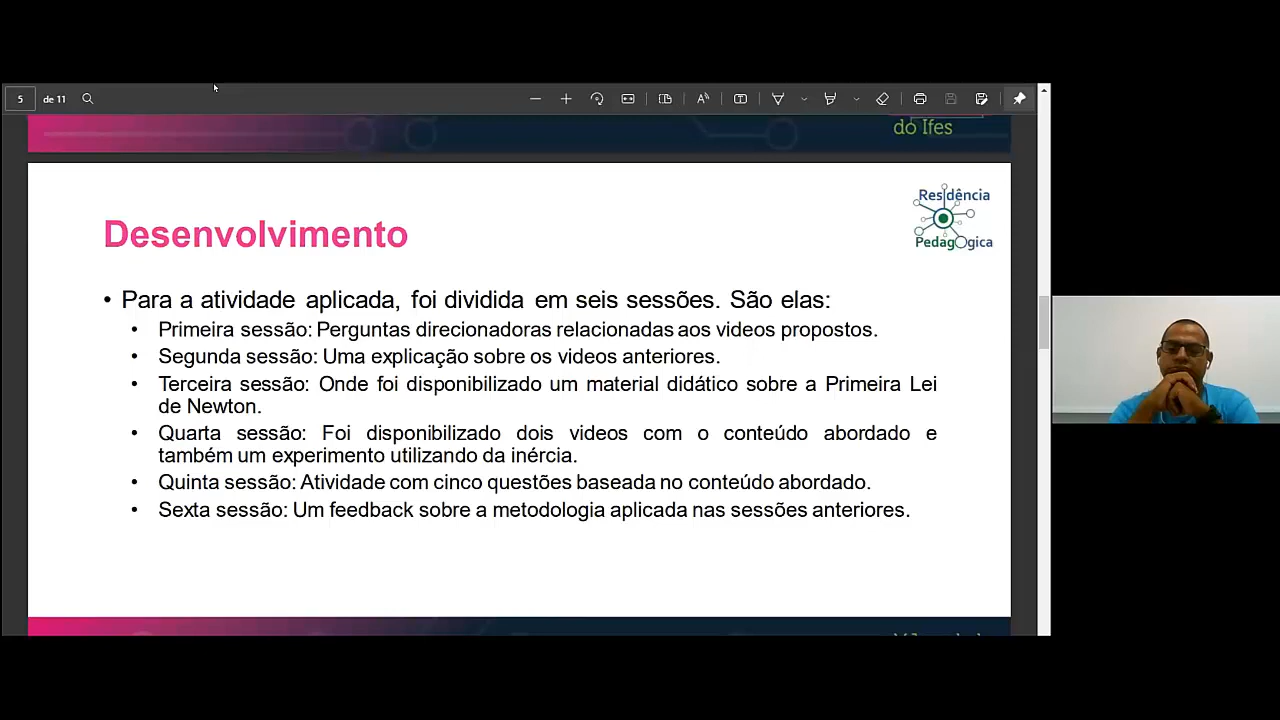 5 de 11
do Ifes
Residência
Pedagógica
Desenvolvimento
• Para a atividade aplicada, foi dividida em seis sessões. São elas:
• Primeira sessão: Perguntas direcionadoras relacionadas aos videos propostos.
• Segunda sessão: Uma explicação sobre os videos anteriores.
• Terceira sessão: Onde foi disponibilizado um material didático sobre a Primeira Lei
de Newton.
• Quarta sessão: Foi disponibilizado dois videos com o conteúdo abordado e
também um experimento utilizando da inércia.
• Quinta sessão: Atividade com cinco questões baseada no conteúdo abordado.
• Sexta sessão: Um feedback sobre a metodologia aplicada nas sessões anteriores.